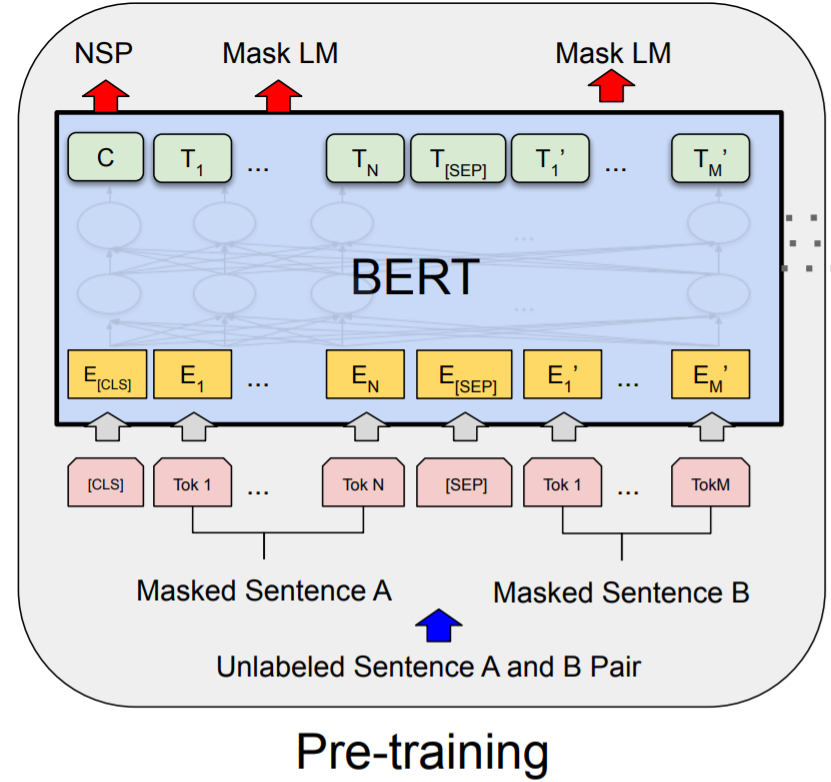 NSP Mask LM Mask LM
C T1 ... TN T[SEP] T1’ ... TM’
...
BERT
...
E[CLS] E1 ... EN E[SEP] E1’ ... EM’
[CLS] Tok 1 ... Tok N [SEP] Tok 1 ... TokM
Masked Sentence A Masked Sentence B
Unlabeled Sentence A and B Pair
Pre-training